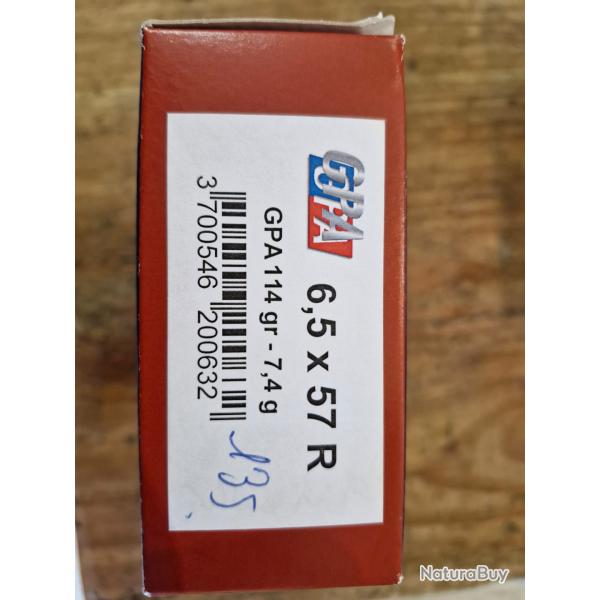 GPA
6,5 x 57 R
GPA 114 gr - 7,4 g
3 700546 200632
135
NaturaBuy